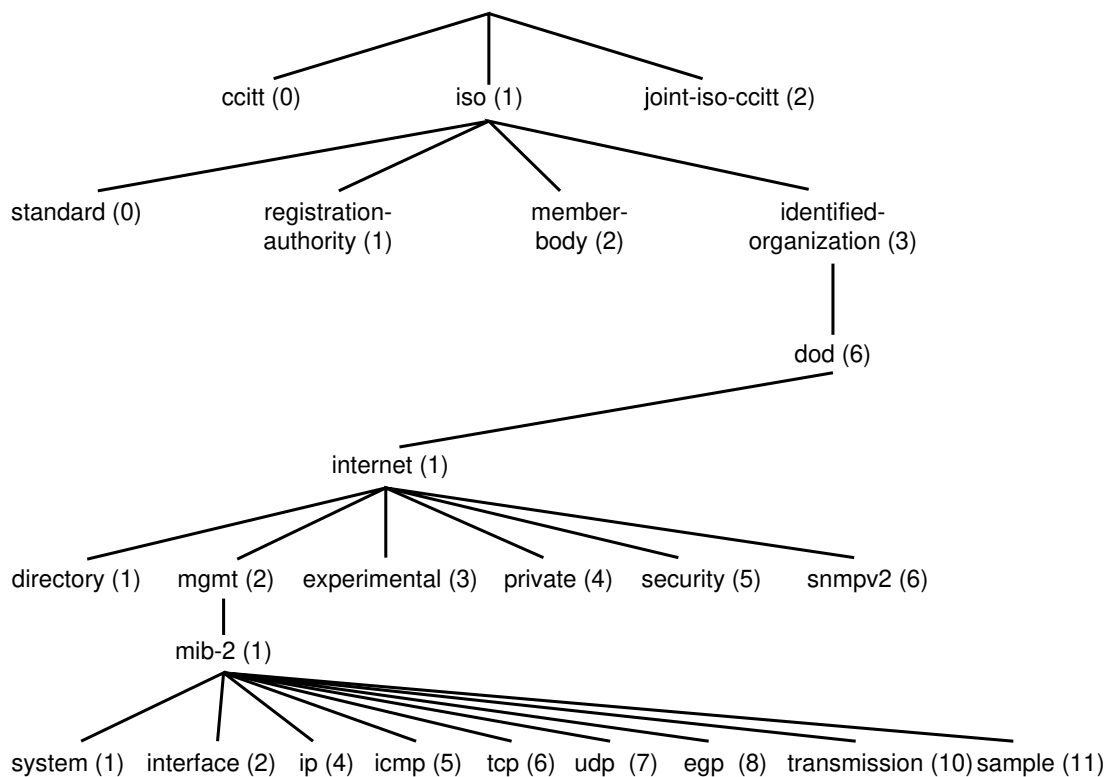 ccitt (0) iso (1) joint-iso-ccitt (2)
standard (0) registration- member- identified-
authority (1) body (2) organization (3)
dod (6)
internet (1)
directory (1) mgmt (2) experimental (3) private (4) security (5) snmpv2 (6)
mib-2 (1)
system (1) interface (2) ip (4) icmp (5) tcp (6) udp (7) egp (8) transmission (10) sample (11)